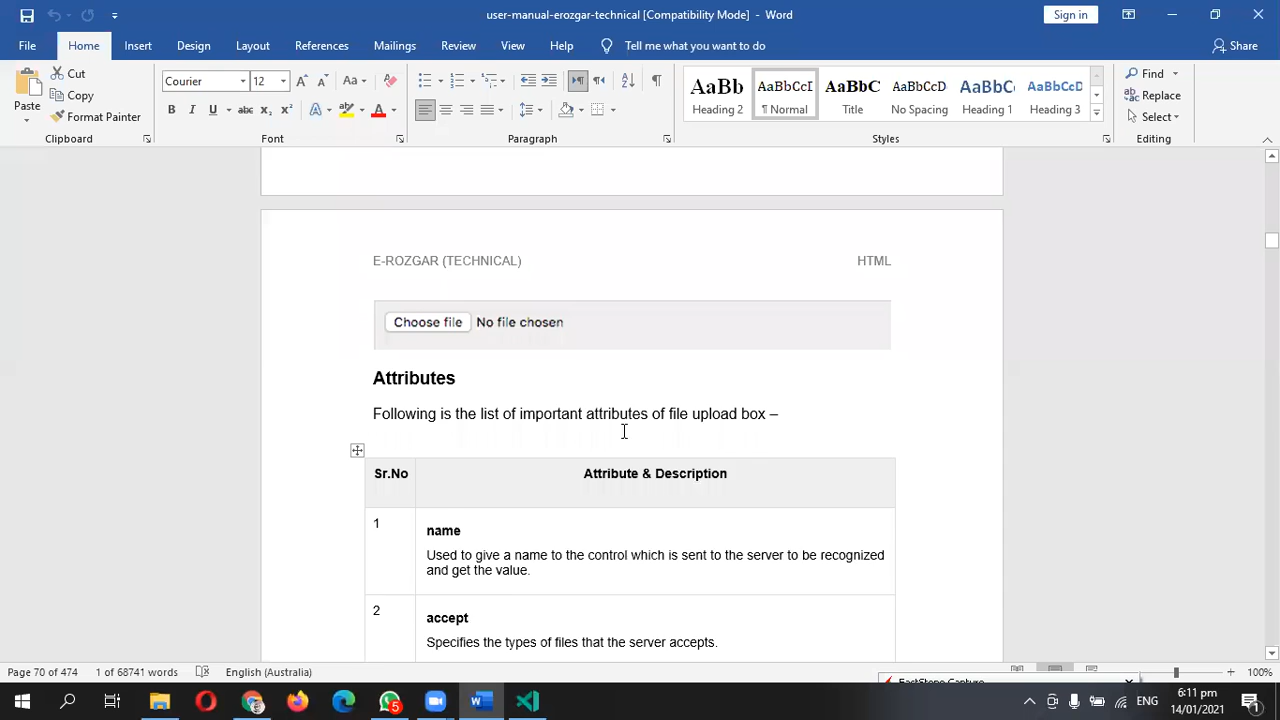 user-manual-erozgar-technical [Compatibility Mode] - Word
Sign in
File Home Insert Design Layout References Mailings Review View Help Tell me what you want to do Share
Paste
Cut
Copy
Format Painter
Clipboard
Courier 12
Font
Paragraph
AaBb AaBbCcI AaBbC AaBbCcD AaBbC AaBbCcD
Heading 2 ¶ Normal Title No Spacing Heading 1 Heading 3
Styles
Find
Replace
Select
Editing
E-ROZGAR (TECHNICAL) HTML
Choose file No file chosen
Attributes
Following is the list of important attributes of file upload box –
Sr.No Attribute & Description
1 name
Used to give a name to the control which is sent to the server to be recognized
and get the value.
2 accept
Specifies the types of files that the server accepts.
Page 70 of 474 1 of 68741 words English (Australia) 100%
FastStone Capture
5
ENG 6:11 pm
14/01/2021
1